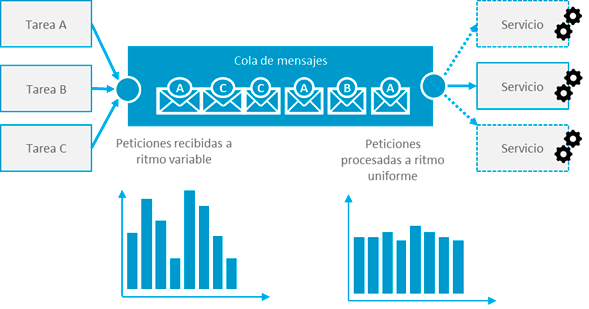 Tarea A
Tarea B
Tarea C
Cola de mensajes
A C C A B A
Servicio
Servicio
Servicio
Peticiones recibidas a
ritmo variable
Peticiones
procesadas a ritmo
uniforme